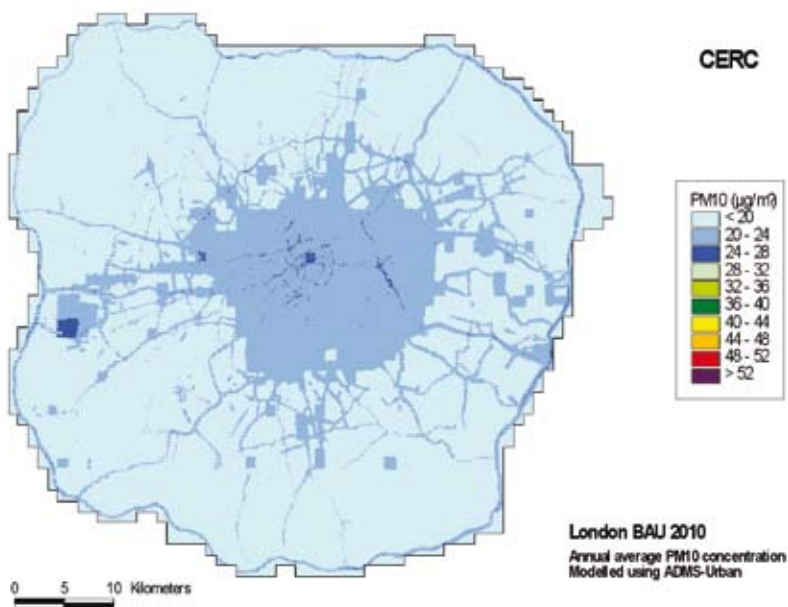 CERC
PM10 (µg/m³)
< 20
20 - 24
24 - 28
28 - 32
32 - 36
36 - 40
40 - 44
44 - 48
48 - 52
> 52
London BAU 2010
Annual average PM10 concentration
Modelled using ADMS-Urban
0 5 10 Kilometers